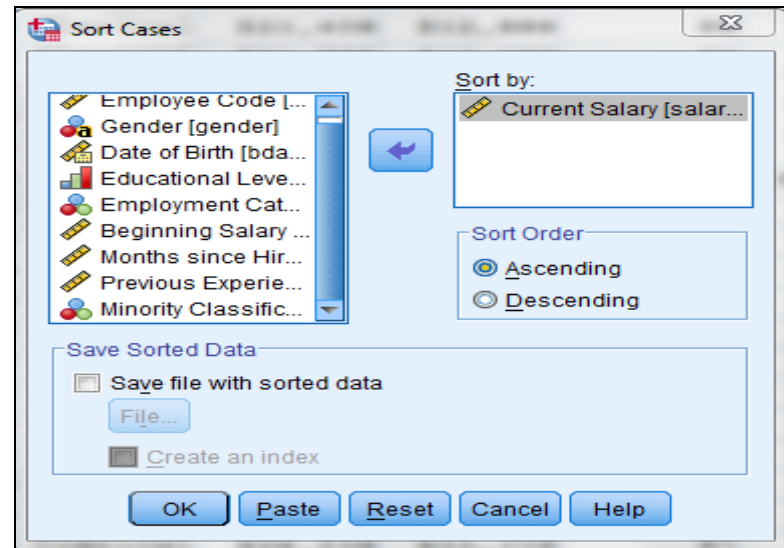 Sort Cases
Employee Code [...
Gender [gender]
Date of Birth [bda...
Educational Leve...
Employment Cat...
Beginning Salary ...
Months since Hir...
Previous Experie...
Minority Classific...
Sort by:
Current Salary [salar...
Sort Order
Ascending
Descending
Save Sorted Data
Save file with sorted data
File...
Create an index
OK Paste Reset Cancel Help